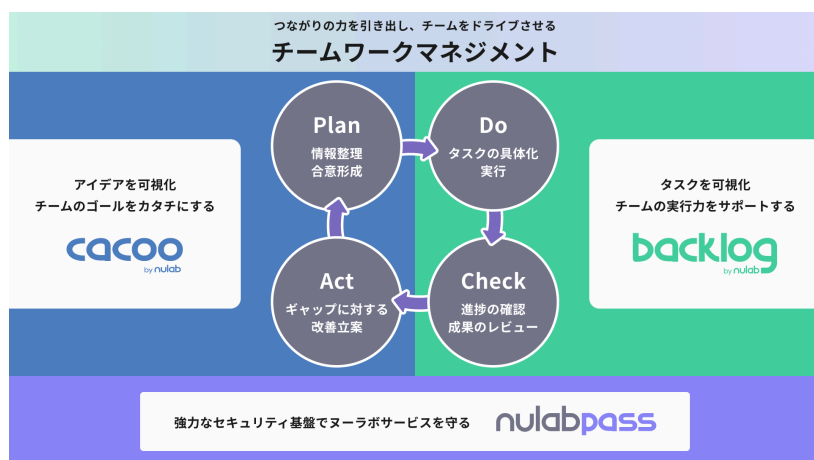 つながりの力を引き出し、チームをドライブさせる
チームワークマネジメント
Plan
情報整理
合意形成
Do
タスクの具体化
実行
アイデアを可視化
チームのゴールをカタチにする
cacoo
by nulab
タスクを可視化
チームの実行力をサポートする
backlog
by nulab
Act
ギャップに対する
改善立案
Check
進捗の確認
成果のレビュー
強力なセキュリティ基盤でヌーラボサービスを守る
nulabpass